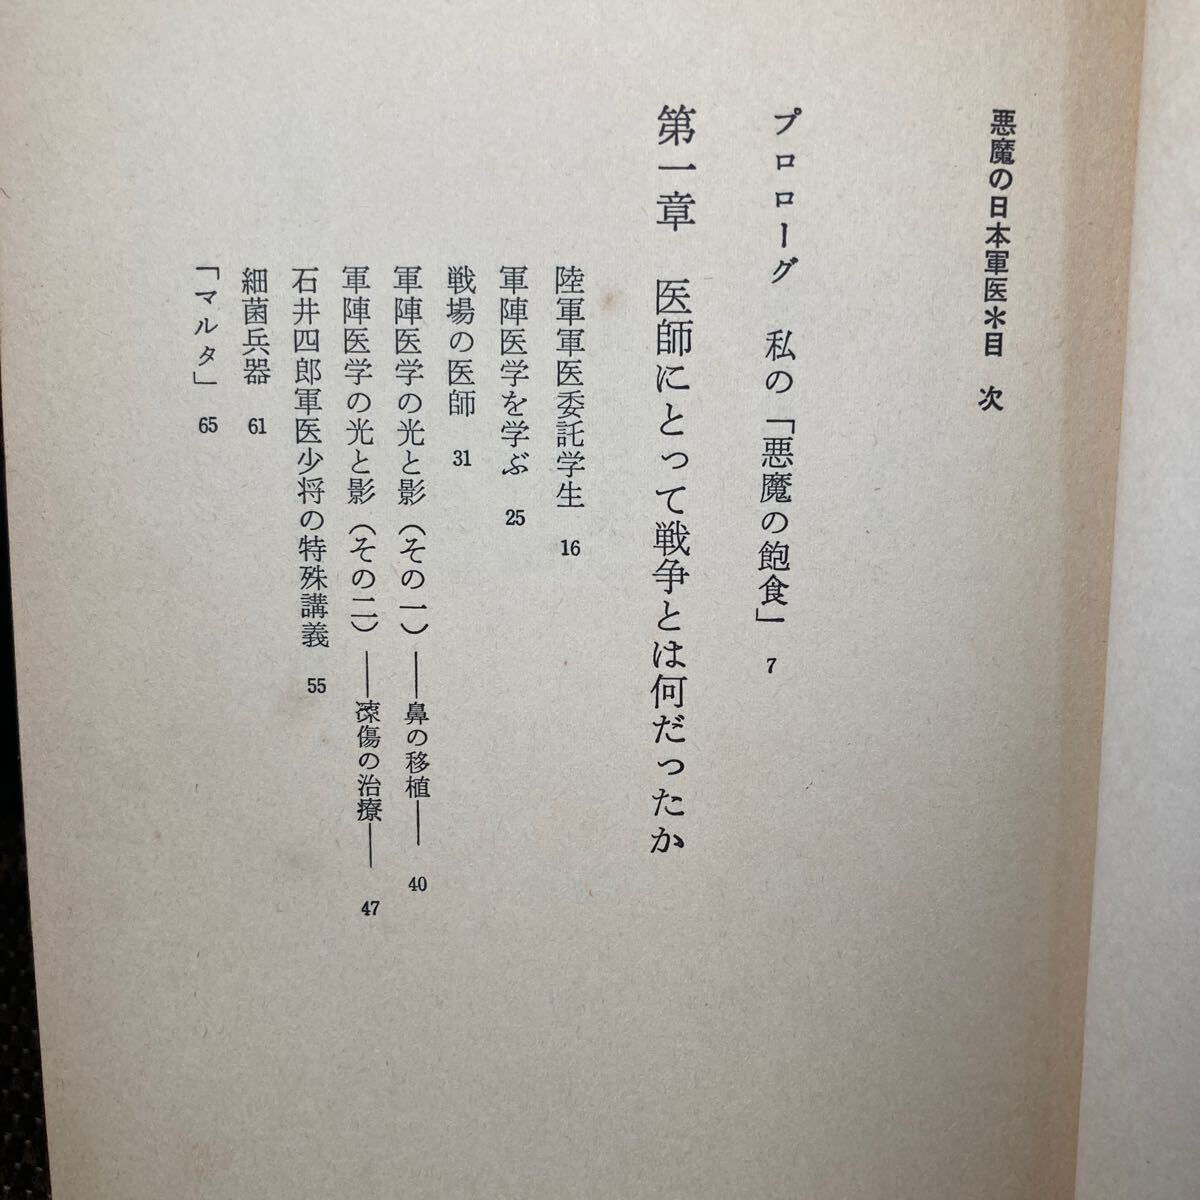 悪魔の日本軍医＊目　次
プロローグ　私の「悪魔の飽食」 7
第一章　医師にとって戦争とは何だったか
陸軍軍医委託学生 16
軍陣医学を学ぶ 25
戦場の医師 31
軍陣医学の光と影（その一）――鼻の移植―― 40
軍陣医学の光と影（その二）――凍傷の治療―― 47
石井四郎軍医少将の特殊講義 55
細菌兵器 61
「マルタ」 65